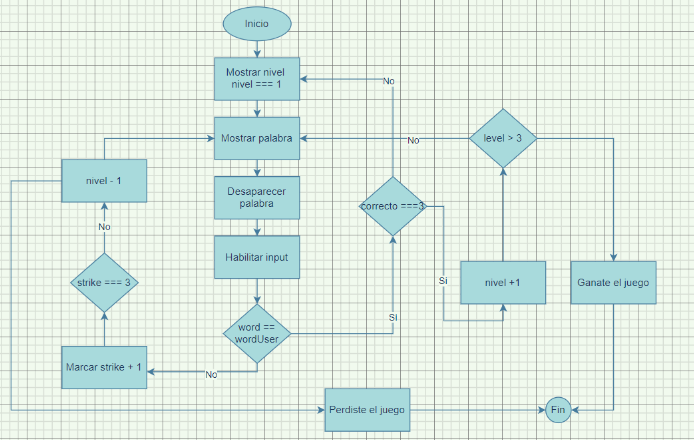 Inicio
Mostrar nivel
nivel === 1
No
Mostrar palabra
No
level > 3
nivel - 1
Desaparecer
palabra
correcto ===3
No
Habilitar input
strike === 3
Si
nivel +1
Ganate el juego
SI
word ==
wordUser
Marcar strike + 1
No
Perdiste el juego
Fin